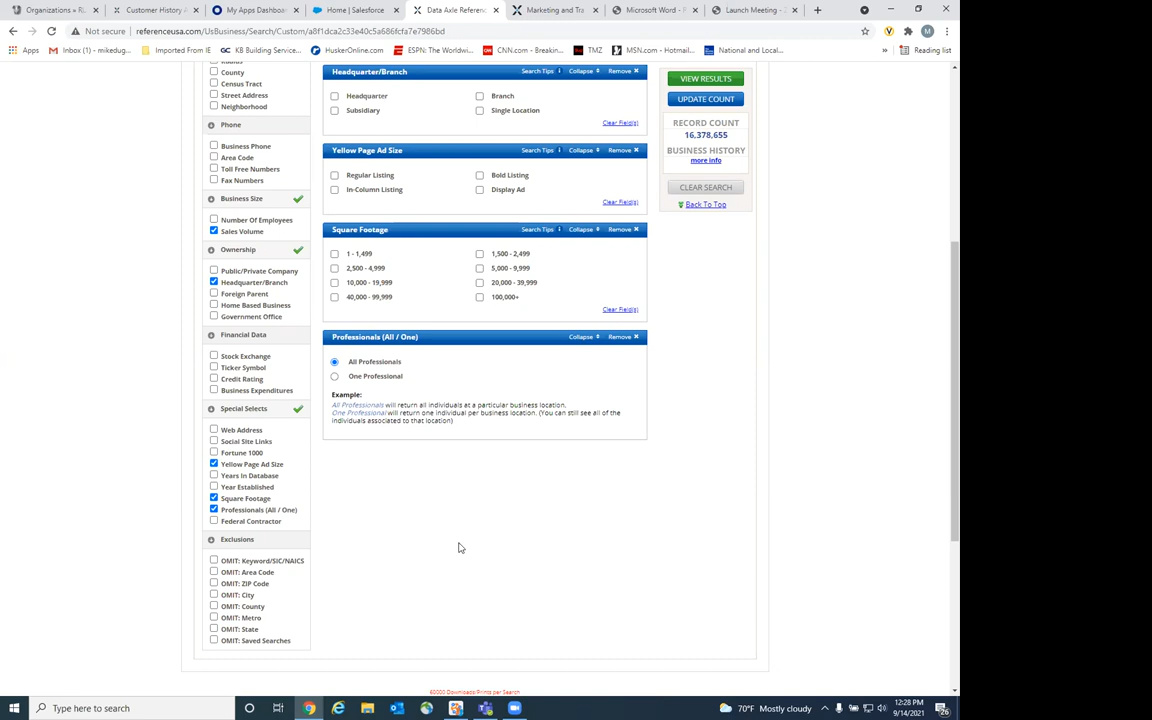 Organizations « RU
Customer History A
My Apps Dashboard
Home | Salesforce
Data Axle Referenc
Marketing and Tra
Microsoft Word - R
Launch Meeting - Z
Not secure | referenceusa.com/UsBusiness/Search/Custom/a8f1dca2c33e40c5a686cfa7e7986bd
Apps
Inbox (1) - mikedug...
Imported From IE
KB Building Service...
HuskerOnline.com
ESPN: The Worldwi...
CNN.com - Breakin...
TMZ
MSN.com - Hotmail...
National and Local...
»
Reading list
County
Census Tract
Street Address
Neighborhood
Phone
Business Phone
Area Code
Toll Free Numbers
Fax Numbers
Business Size
Number Of Employees
Sales Volume
Ownership
Public/Private Company
Headquarter/Branch
Foreign Parent
Home Based Business
Government Office
Financial Data
Stock Exchange
Ticker Symbol
Credit Rating
Business Expenditures
Special Selects
Web Address
Social Site Links
Fortune 1000
Yellow Page Ad Size
Years In Database
Year Established
Square Footage
Professionals (All / One)
Federal Contractor
Exclusions
OMIT: Keyword/SIC/NAICS
OMIT: Area Code
OMIT: ZIP Code
OMIT: City
OMIT: County
OMIT: Metro
OMIT: State
OMIT: Saved Searches
Headquarter/Branch Search Tips Collapse Remove
Headquarter Branch
Subsidiary Single Location
Clear Field(s)
Yellow Page Ad Size Search Tips Collapse Remove
Regular Listing Bold Listing
In-Column Listing Display Ad
Clear Field(s)
Square Footage Search Tips Collapse Remove
1 - 1,499 1,500 - 2,499
2,500 - 4,999 5,000 - 9,999
10,000 - 19,999 20,000 - 39,999
40,000 - 99,999 100,000+
Clear Field(s)
Professionals (All / One) Collapse Remove
All Professionals
One Professional
Example:
All Professionals will return all individuals at a particular business location.
One Professional will return one individual per business location. (You can still see all of the
individuals associated to that location)
VIEW RESULTS
UPDATE COUNT
RECORD COUNT
16,378,655
BUSINESS HISTORY
more info
CLEAR SEARCH
Back To Top
60000 Downloads/Prints per Search
Type here to search
70°F Mostly cloudy
12:28 PM
9/14/2021